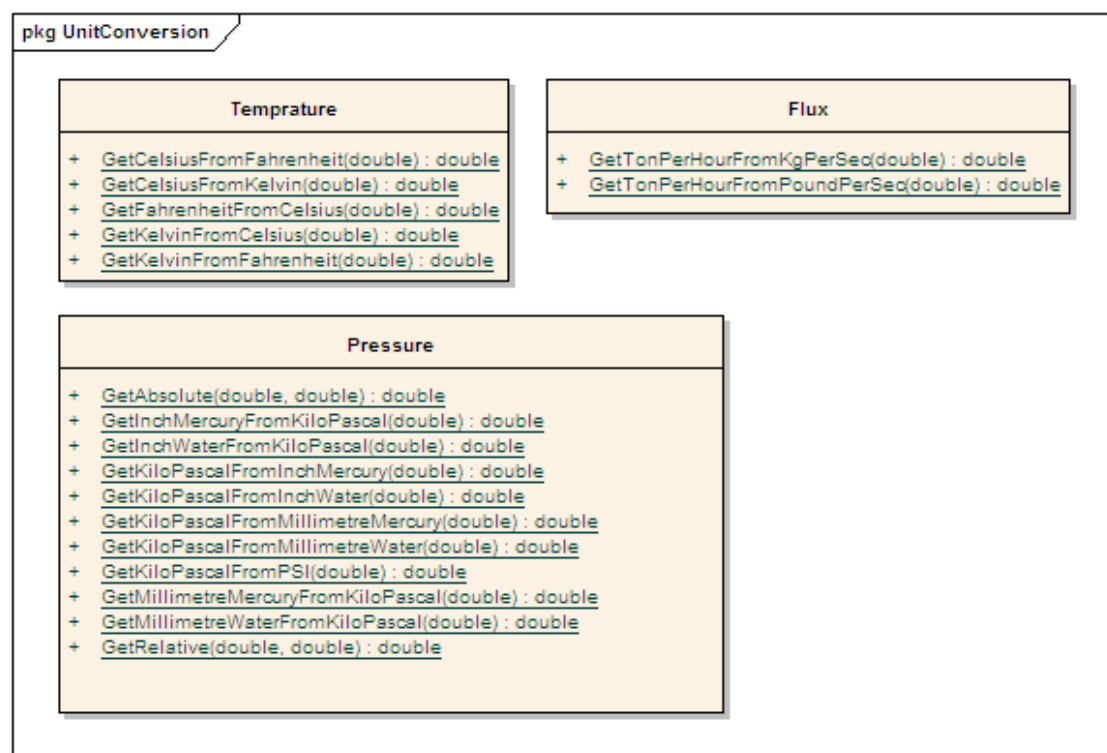 pkg UnitConversion
Temprature
+ GetCelsiusFromFahrenheit(double) : double
+ GetCelsiusFromKelvin(double) : double
+ GetFahrenheitFromCelsius(double) : double
+ GetKelvinFromCelsius(double) : double
+ GetKelvinFromFahrenheit(double) : double
Flux
+ GetTonPerHourFromKgPerSec(double) : double
+ GetTonPerHourFromPoundPerSec(double) : double
Pressure
+ GetAbsolute(double, double) : double
+ GetInchMercuryFromKiloPascal(double) : double
+ GetInchWaterFromKiloPascal(double) : double
+ GetKiloPascalFromInchMercury(double) : double
+ GetKiloPascalFromInchWater(double) : double
+ GetKiloPascalFromMillimetreMercury(double) : double
+ GetKiloPascalFromMillimetreWater(double) : double
+ GetKiloPascalFromPSI(double) : double
+ GetMillimetreMercuryFromKiloPascal(double) : double
+ GetMillimetreWaterFromKiloPascal(double) : double
+ GetRelative(double, double) : double